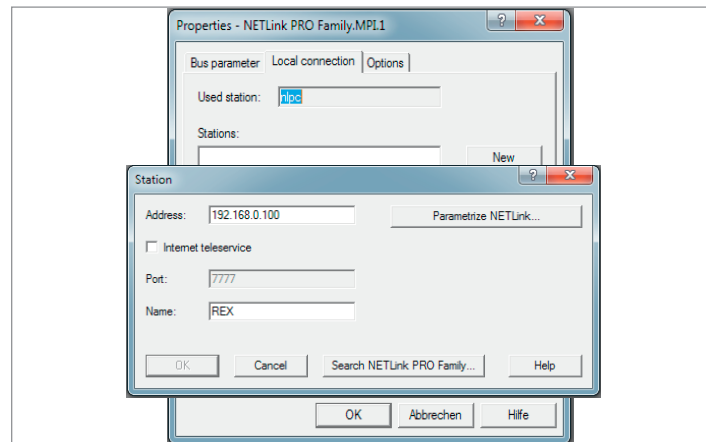 Properties - NETLink PRO Family.MPI.1
Bus parameter Local connection Options
Used station: nlpc
Stations:
New
Station
Address: 192.168.0.100 Parametrize NETLink...
Internet teleservice
Port: 7777
Name: REX
OK Cancel Search NETLink PRO Family... Help
OK Abbrechen Hilfe